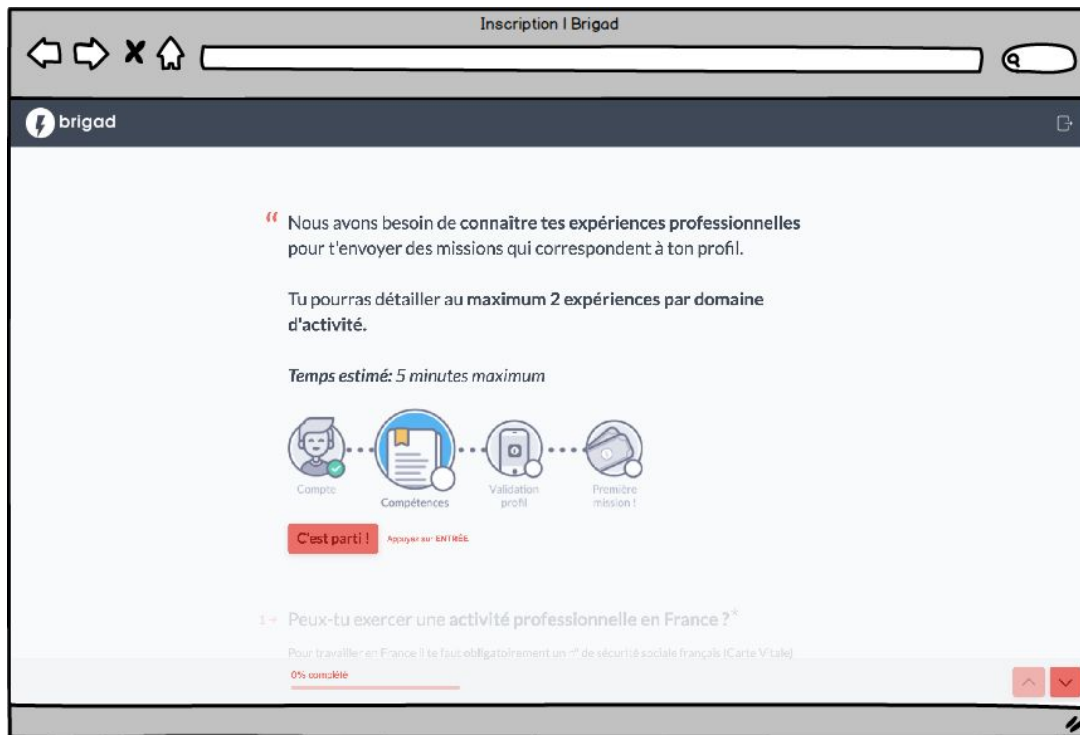 Inscription | Brigad
brigad
“ Nous avons besoin de connaître tes expériences professionnelles
pour t'envoyer des missions qui correspondent à ton profil.
Tu pourras détailler au maximum 2 expériences par domaine
d'activité.
Temps estimé: 5 minutes maximum
Compte
Compétences
Validation
profil
Première
mission !
C'est parti !
Appuyez sur ENTRÉE
1 → Peux-tu exercer une activité professionnelle en France ? *
Pour travailler en France il te faut obligatoirement un n° de sécurité sociale français (Carte Vitale)
0% complété